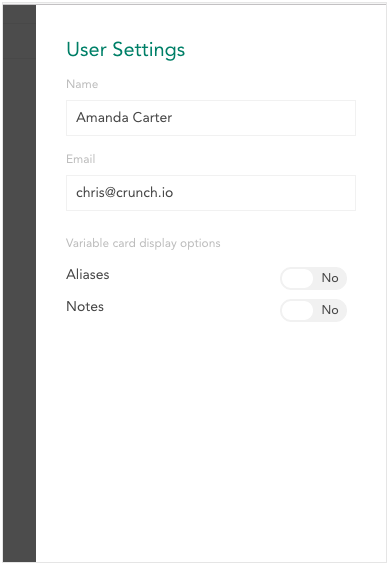 User Settings
Name
Amanda Carter
Email
chris@crunch.io
Variable card display options
Aliases No
Notes No